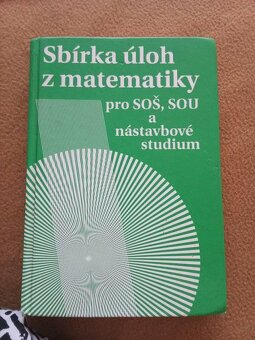 Sbírka úloh
z matematiky
pro SOŠ, SOU
a
nástavbové
studium